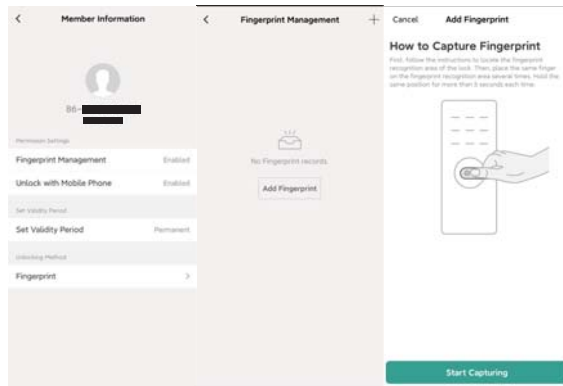 Member Information
86-
Permission Settings
Fingerprint Management Enabled
Unlock with Mobile Phone Enabled
Set Validity Period
Set Validity Period Permanent
Unlocking Method
Fingerprint
Fingerprint Management
No Fingerprint records
Add Fingerprint
Cancel Add Fingerprint
How to Capture Fingerprint
First, follow the instructions to locate the fingerprint
recognition area of the lock. Then, place the same finger
on the fingerprint recognition area several times. Hold the
same position for more than 6 seconds each time.
Start Capturing